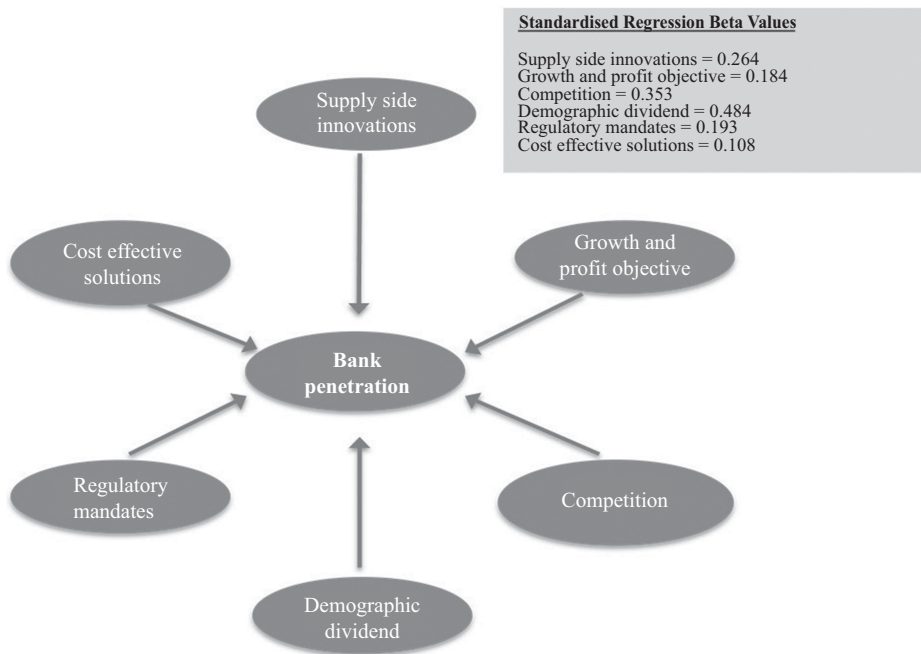 Standardised Regression Beta Values
Supply side innovations = 0.264
Growth and profit objective = 0.184
Competition = 0.353
Demographic dividend = 0.484
Regulatory mandates = 0.193
Cost effective solutions = 0.108
Supply side
innovations
Cost effective
solutions
Growth and
profit objective
Bank
penetration
Regulatory
mandates
Competition
Demographic
dividend